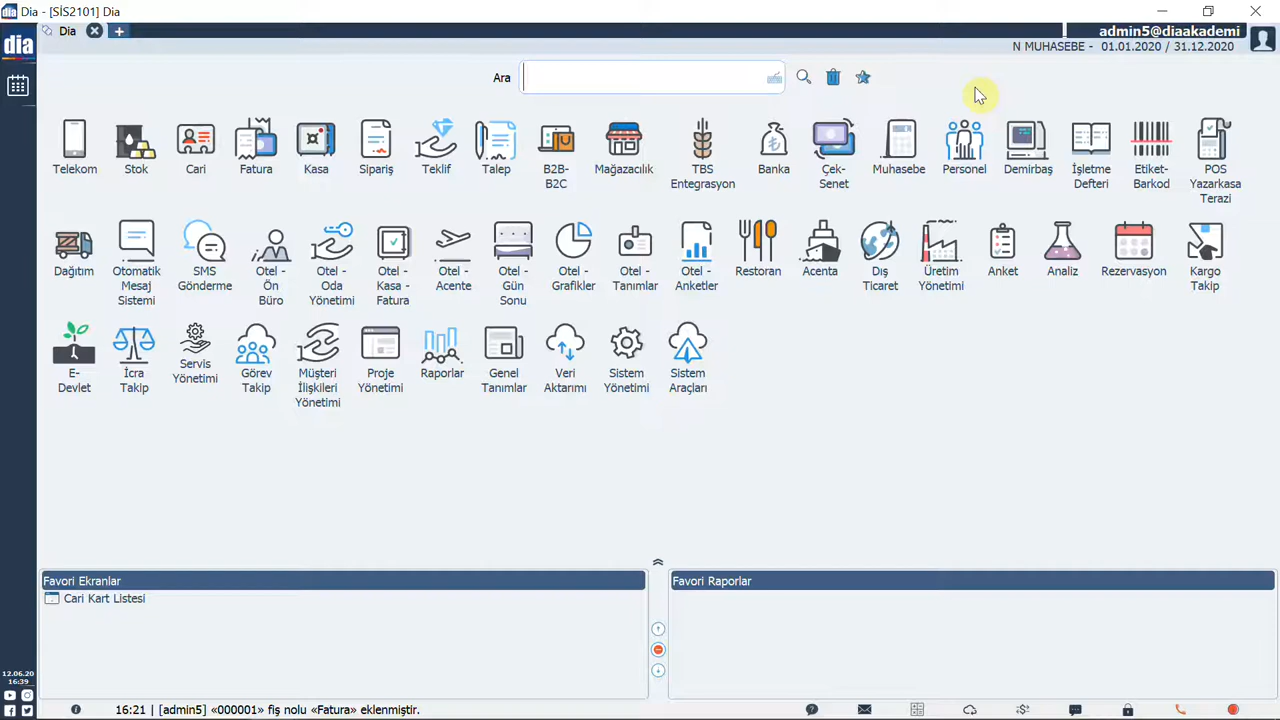 Dia - [SİS2101] Dia
dia
Dia
admin5@diaakademi
N MUHASEBE - 01.01.2020 / 31.12.2020
Ara
Telekom
Stok
Cari
Fatura
Kasa
Sipariş
Teklif
Talep
B2B-
B2C
Mağazacılık
TBS
Entegrasyon
Banka
Çek-
Senet
Muhasebe
Personel
Demirbaş
İşletme
Defteri
Etiket-
Barkod
POS
Yazarkasa
Terazi
Dağıtım
Otomatik
Mesaj
Sistemi
SMS
Gönderme
Otel -
Ön
Büro
Otel -
Oda
Yönetimi
Otel -
Kasa -
Fatura
Otel -
Acente
Otel -
Gün
Sonu
Otel -
Grafikler
Otel -
Tanımlar
Otel -
Anketler
Restoran
Acenta
Dış
Ticaret
Üretim
Yönetimi
Anket
Analiz
Rezervasyon
Kargo
Takip
E-
Devlet
İcra
Takip
Servis
Yönetimi
Görev
Takip
Müşteri
İlişkileri
Yönetimi
Proje
Yönetimi
Raporlar
Genel
Tanımlar
Veri
Aktarımı
Sistem
Yönetimi
Sistem
Araçları
Favori Ekranlar
Cari Kart Listesi
Favori Raporlar
12.06.20
16:39
16:21 | [admin5] «000001» fiş nolu «Fatura» eklenmiştir.